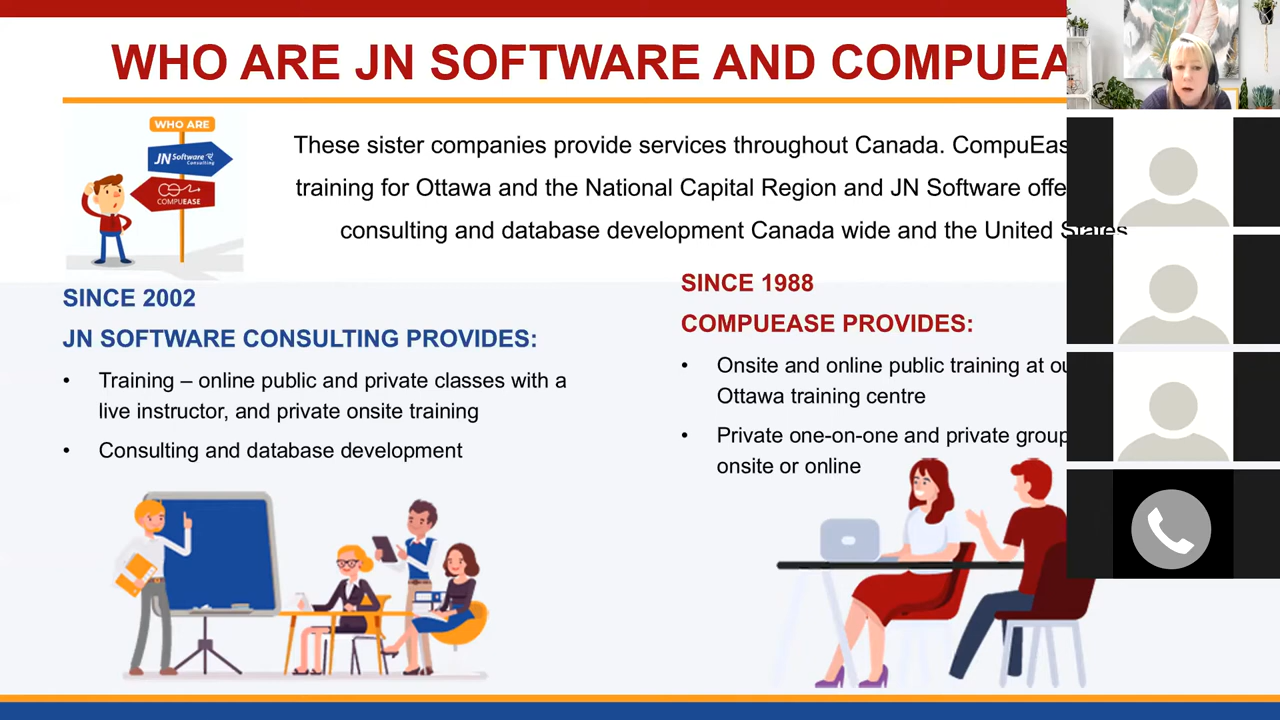 WHO ARE JN SOFTWARE AND COMPUEA
WHO ARE
JN Software
Consulting
COMPUEASE
These sister companies provide services throughout Canada. CompuEas
training for Ottawa and the National Capital Region and JN Software offe
consulting and database development Canada wide and the United States
SINCE 2002
JN SOFTWARE CONSULTING PROVIDES:
• Training – online public and private classes with a
live instructor, and private onsite training
• Consulting and database development
SINCE 1988
COMPUEASE PROVIDES:
• Onsite and online public training at ou
Ottawa training centre
• Private one-on-one and private group
onsite or online